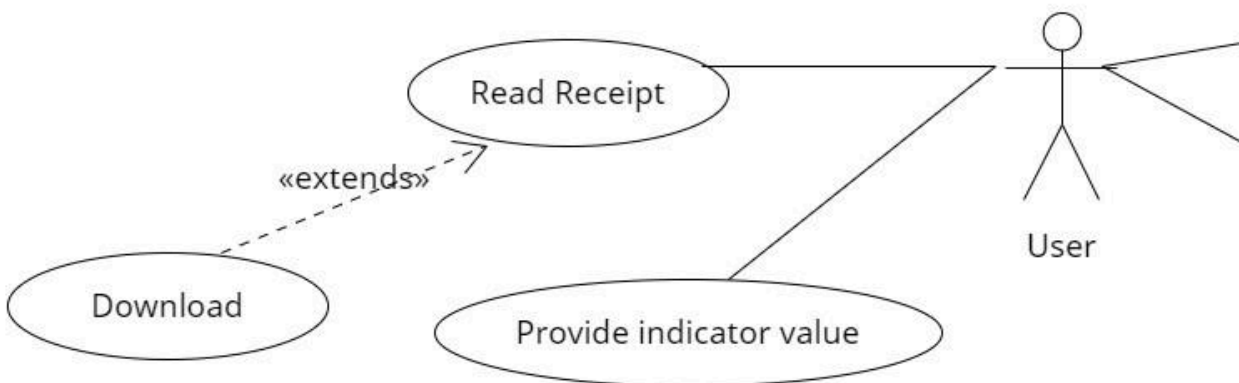 Read Receipt
«extends»
User
Download
Provide indicator value